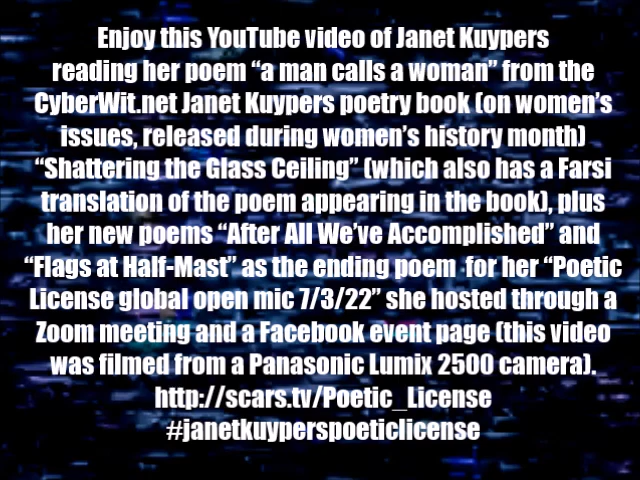 Enjoy this YouTube video of Janet Kuypers
reading her poem “a man calls a woman” from the
CyberWit.net Janet Kuypers poetry book (on women’s
issues, released during women’s history month)
“Shattering the Glass Ceiling” (which also has a Farsi
translation of the poem appearing in the book), plus
her new poems “After All We’ve Accomplished” and
“Flags at Half-Mast” as the ending poem for her “Poetic
License global open mic 7/3/22” she hosted through a
Zoom meeting and a Facebook event page (this video
was filmed from a Panasonic Lumix 2500 camera).
http://scars.tv/Poetic_License
#janetkuyperspoeticlicense